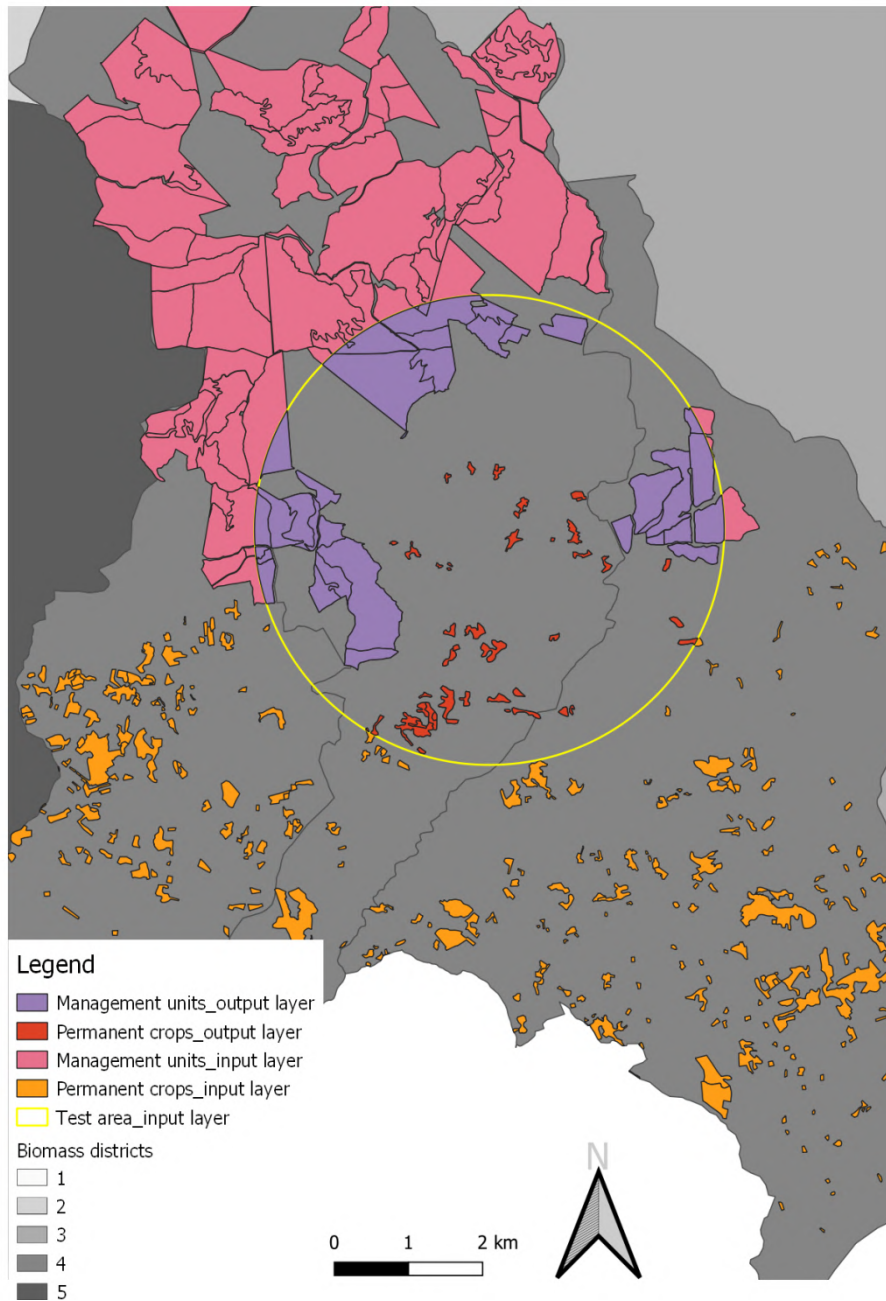 Legend
Management units_output layer
Permanent crops_output layer
Management units_input layer
Permanent crops_input layer
Test area_input layer
Biomass districts
1
2
3
4
5
0 1 2 km
N